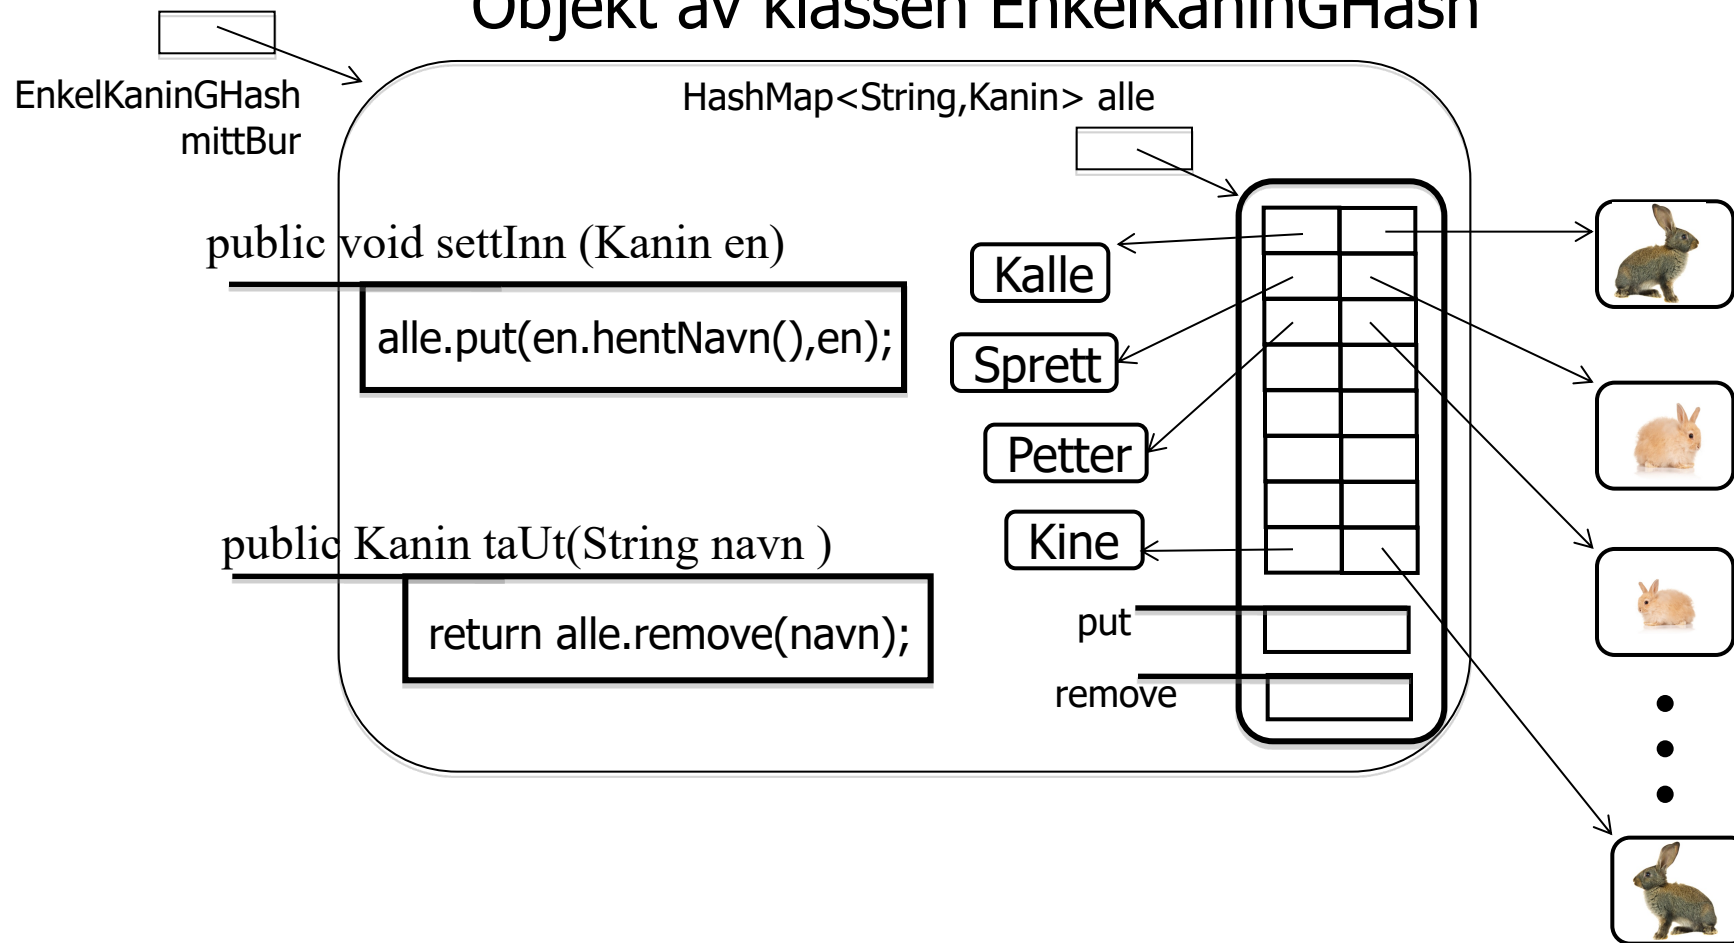 Objekt av klassen EnkelKaninGHash
EnkelKaninGHash
mittBur
HashMap<String,Kanin> alle
public void settInn (Kanin en)
alle.put(en.hentNavn(),en);
Kalle
Sprett
Petter
Kine
public Kanin taUt(String navn )
return alle.remove(navn);
put
remove